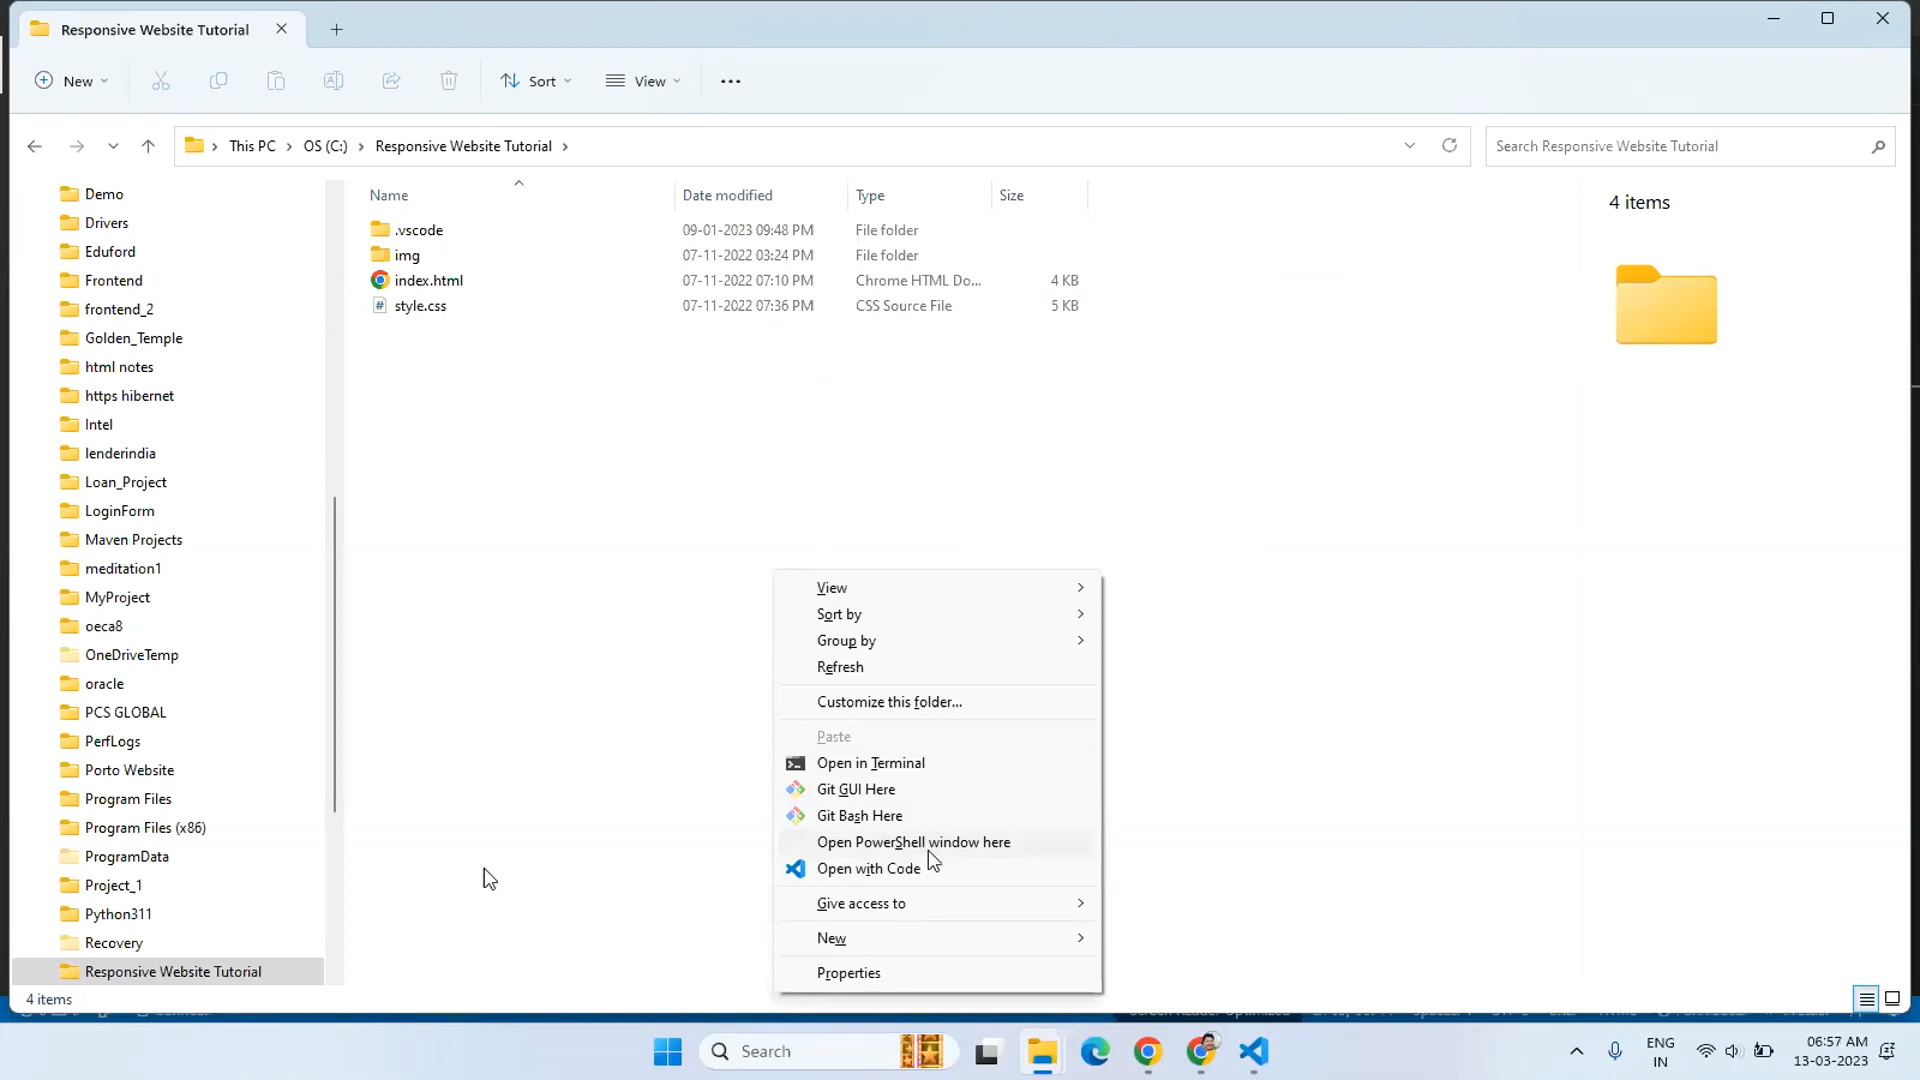 Responsive Website Tutorial
New
Sort
View
This PC > OS (C:) > Responsive Website Tutorial >
Search Responsive Website Tutorial
Name
Date modified
Type
Size
.vscode 09-01-2023 09:48 PM File folder
img 07-11-2022 03:24 PM File folder
index.html 07-11-2022 07:10 PM Chrome HTML Do... 4 KB
style.css 07-11-2022 07:36 PM CSS Source File 5 KB
4 items
Demo
Drivers
Eduford
Frontend
frontend_2
Golden_Temple
html notes
https hibernet
Intel
lenderindia
Loan_Project
LoginForm
Maven Projects
meditation1
MyProject
oeca8
OneDriveTemp
oracle
PCS GLOBAL
PerfLogs
Porto Website
Program Files
Program Files (x86)
ProgramData
Project_1
Python311
Recovery
Responsive Website Tutorial
View
Sort by
Group by
Refresh
Customize this folder...
Paste
Open in Terminal
Git GUI Here
Git Bash Here
Open PowerShell window here
Open with Code
Give access to
New
Properties
4 items
Search
ENG
IN
06:57 AM
13-03-2023